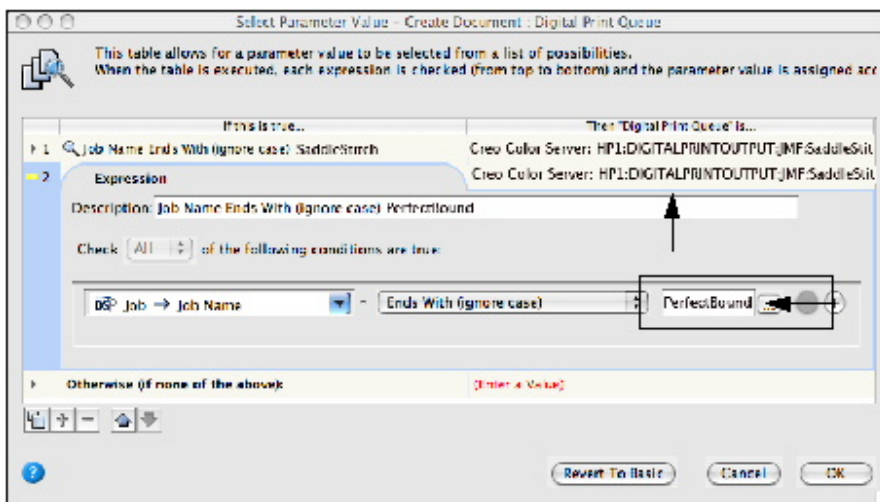 Select Parameter Value - Create Document : Digital Print Queue
This table allows for a parameter value to be selected from a list of possibilities.
When the table is executed, each expression is checked (from top to bottom) and the parameter value is assigned acc
If this is true... Then "Digital Print Queue" is...
1 Job Name Ends With (ignore case) SaddleStitch Creo Color Server: HP1:DIGITALPRINTOUTPUT:JMF:SaddleStit
2 Expression Creo Color Server: HP1:DIGITALPRINTOUTPUT:JMF:SaddleStit
Description: Job Name Ends With (ignore case) PerfectBound
Check All of the following conditions are true:
Job → Job Name Ends With (ignore case) PerfectBound ...
Otherwise (if none of the above): (Enter a Value)
Revert To Basic Cancel OK